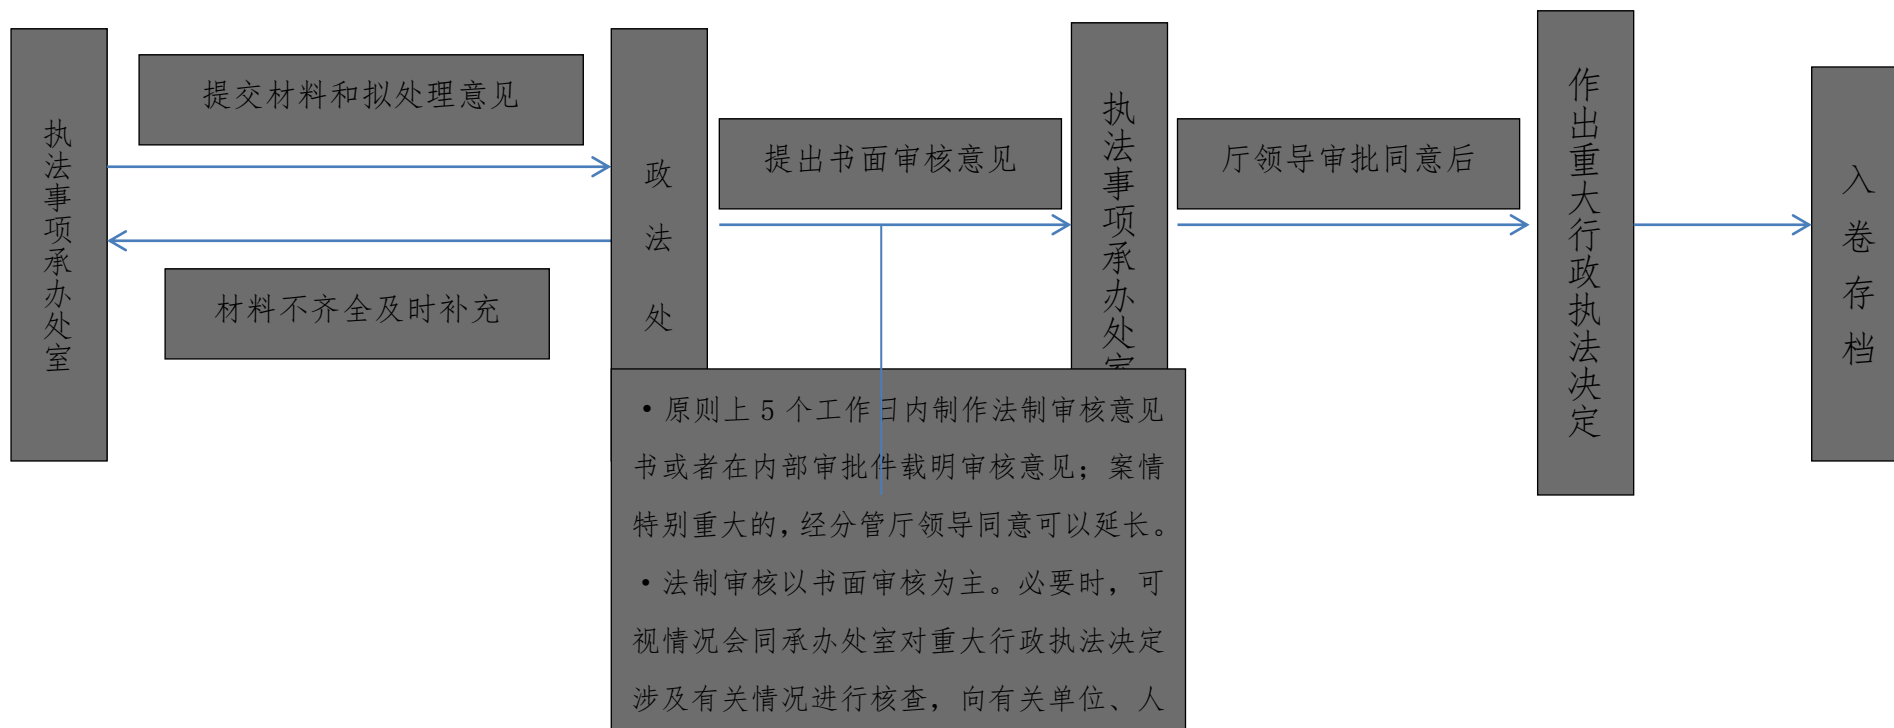 执法事项承办处室
提交材料和拟处理意见
材料不齐全及时补充
政法处
提出书面审核意见
执法事项承办处室
厅领导审批同意后
作出重大行政执法决定
入卷存档
•原则上5个工作日内制作法制审核意见
书或者在内部审批件载明审核意见；案情
特别重大的,经分管厅领导同意可以延长。
•法制审核以书面审核为主。必要时，可
视情况会同承办处室对重大行政执法决定
涉及有关情况进行核查，向有关单位、人